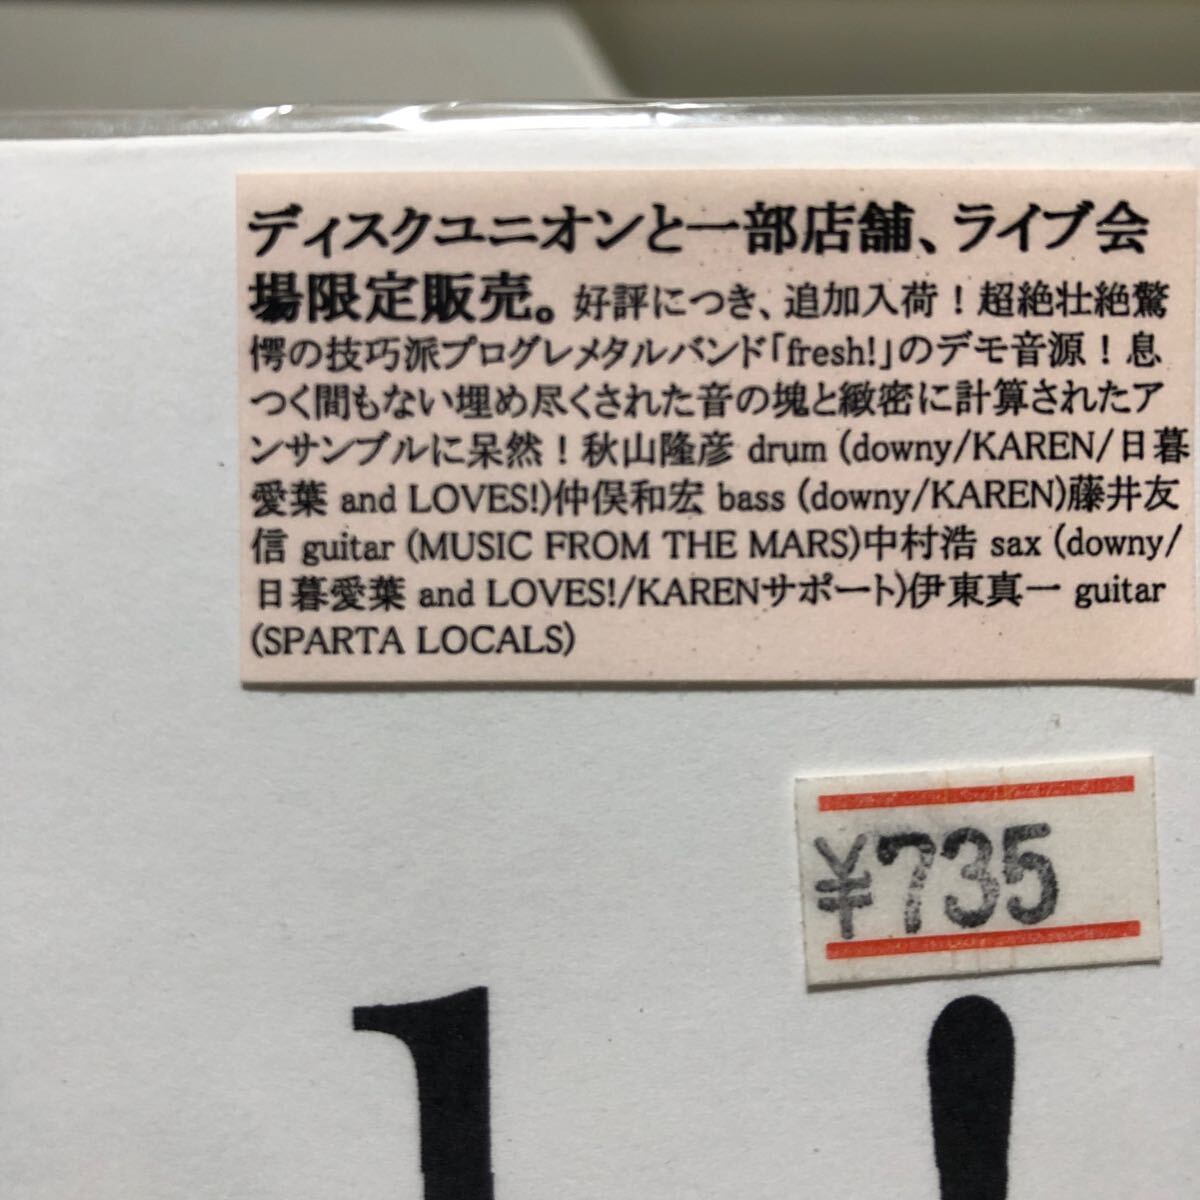 ディスクユニオンと一部店舗、ライブ会
場限定販売。好評につき、追加入荷！超絶壮絶驚
愕の技巧派プログレメタルバンド「fresh!」のデモ音源！息
つく間もない埋め尽くされた音の塊と緻密に計算されたア
ンサンブルに呆然！秋山隆彦 drum (downy/KAREN/日暮
愛葉 and LOVES!)仲俣和宏 bass (downy/KAREN)藤井友
信 guitar (MUSIC FROM THE MARS)中村浩 sax (downy/
日暮愛葉 and LOVES!/KARENサポート)伊東真一 guitar
(SPARTA LOCALS)
¥735